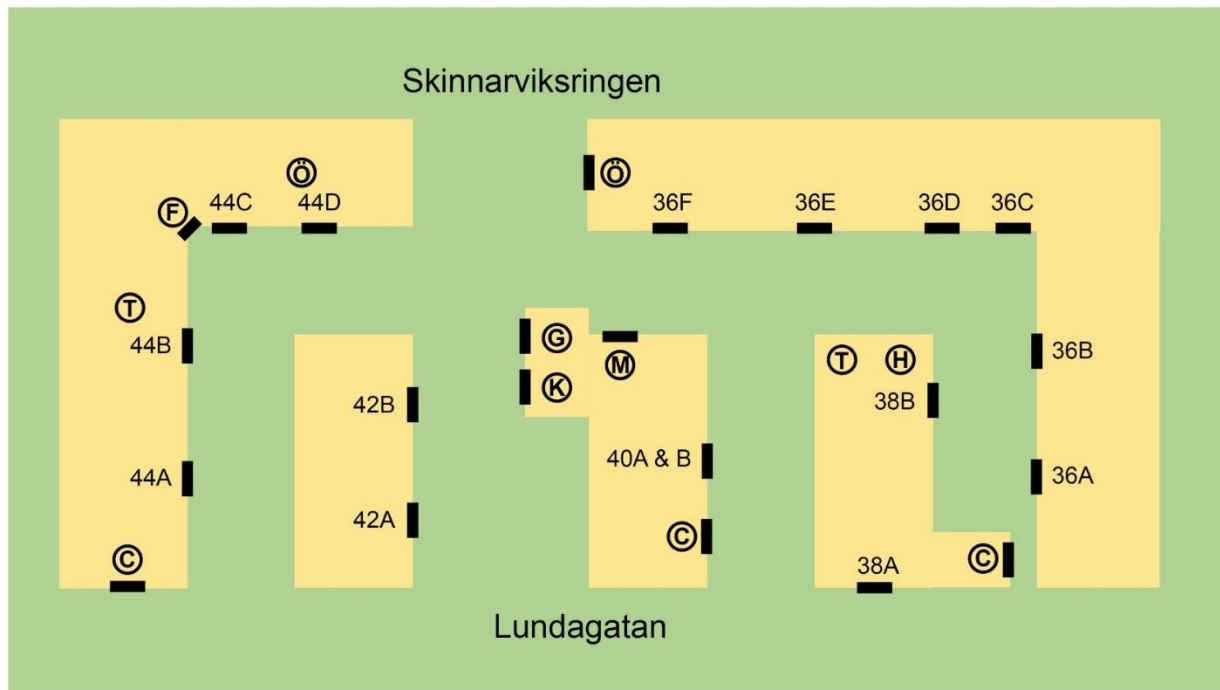 Skinnarviksringen
Ö
Ö
44C
44D
36F
36E
36D
36C
F
T
44B
G
K
M
T
H
36B
42B
38B
44A
40A & B
36A
42A
C
C
C
38A
Lundagatan